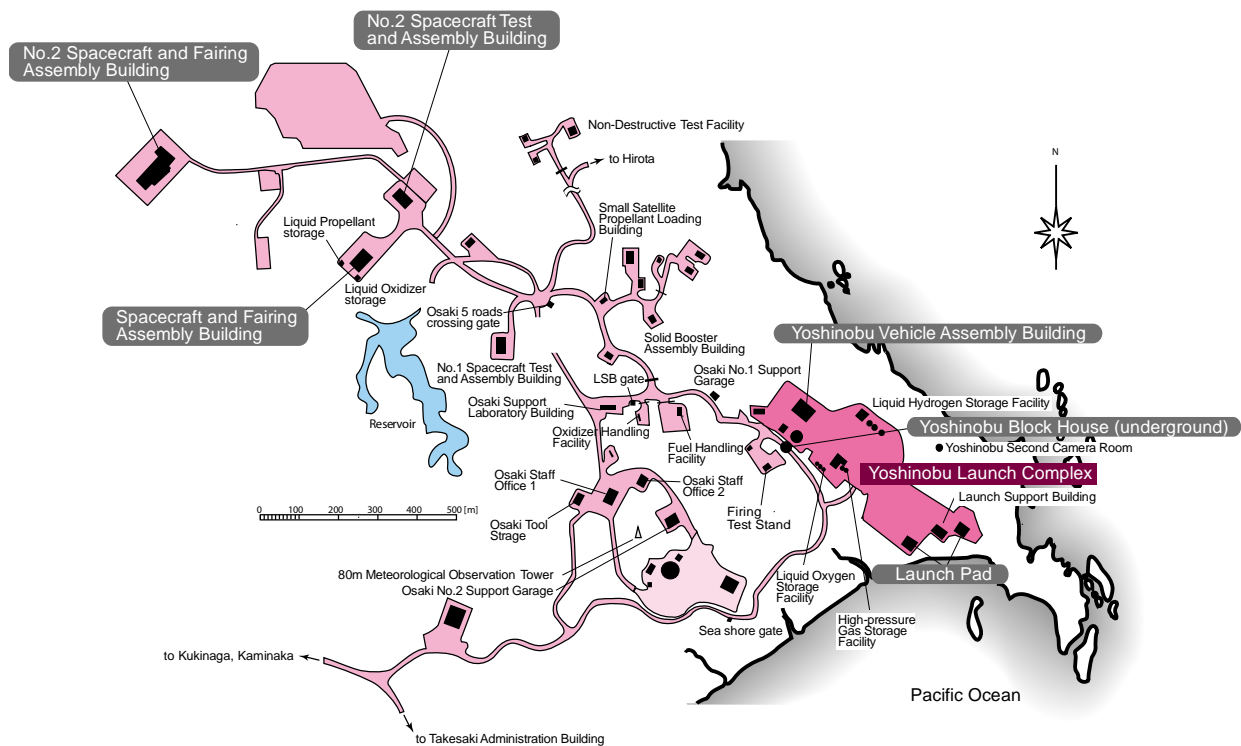 No.2 Spacecraft Test
and Assembly Building
No.2 Spacecraft and Fairing
Assembly Building
Non-Destructive Test Facility
to Hirota
N
Small Satellite
Propellant Loading
Building
Liquid Propellant
storage
Liquid Oxidizer
storage
Osaki 5 roads
crossing gate
Spacecraft and Fairing
Assembly Building
Solid Booster
Assembly Building
Yoshinobu Vehicle Assembly Building
No.1 Spacecraft Test
and Assembly Building
LSB gate
Osaki No.1 Support
Garage
Osaki Support
Laboratory Building
Liquid Hydrogen Storage Facility
Reservoir
Oxidizer Handling
Facility
Fuel Handling
Facility
Yoshinobu Block House (underground)
Yoshinobu Second Camera Room
Yoshinobu Launch Complex
Osaki Staff
Office 1
Osaki Staff
Office 2
Launch Support Building
0 100 200 300 400 500 [m]
Osaki Tool
Strage
Firing
Test Stand
80m Meteorological Observation Tower
Osaki No.2 Support Garage
Liquid Oxygen
Storage
Facility
Launch Pad
High-pressure
Gas Storage
Facility
Sea shore gate
to Kukinaga, Kaminaka
Pacific Ocean
to Takesaki Administration Building